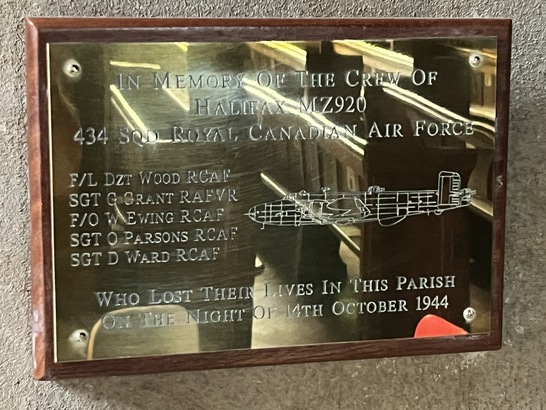 In Memory Of The Crew Of
Halifax MZ920
434 Sqd Royal Canadian Air Force
F/L Dzt Wood RCAF
Sgt G Grant RAFVR
F/O W Ewing RCAF
Sgt O Parsons RCAF
Sgt D Ward RCAF
Who Lost Their Lives In This Parish
On The Night Of 14th October 1944